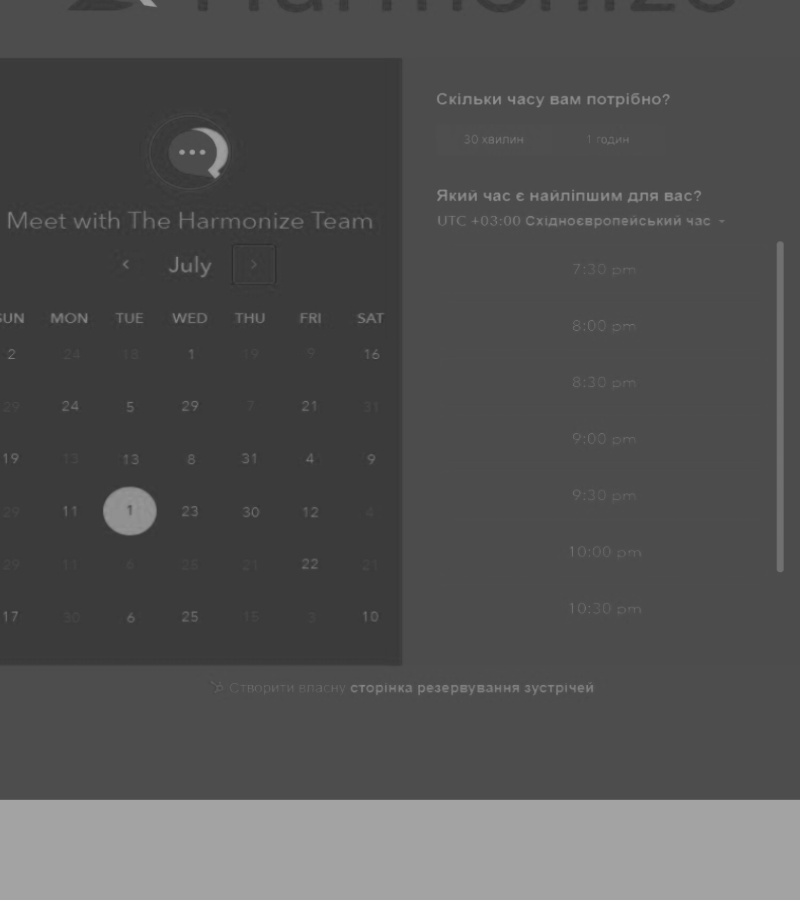 Harmonize
Meet with The Harmonize Team
July
SUN MON TUE WED THU FRI SAT
2 24 18 1 19 9 16
29 24 5 29 7 21 31
19 13 13 8 31 4 9
29 11 1 23 30 12 4
29 11 6 25 21 22 21
17 30 6 25 15 3 10
Скільки часу вам потрібно?
30 хвилин 1 годин
Який час є найліпшим для вас?
UTC +03:00 Східноєвропейський час
7:30 pm
8:00 pm
8:30 pm
9:00 pm
9:30 pm
10:00 pm
10:30 pm
Створити власну сторінка резервування зустрічей